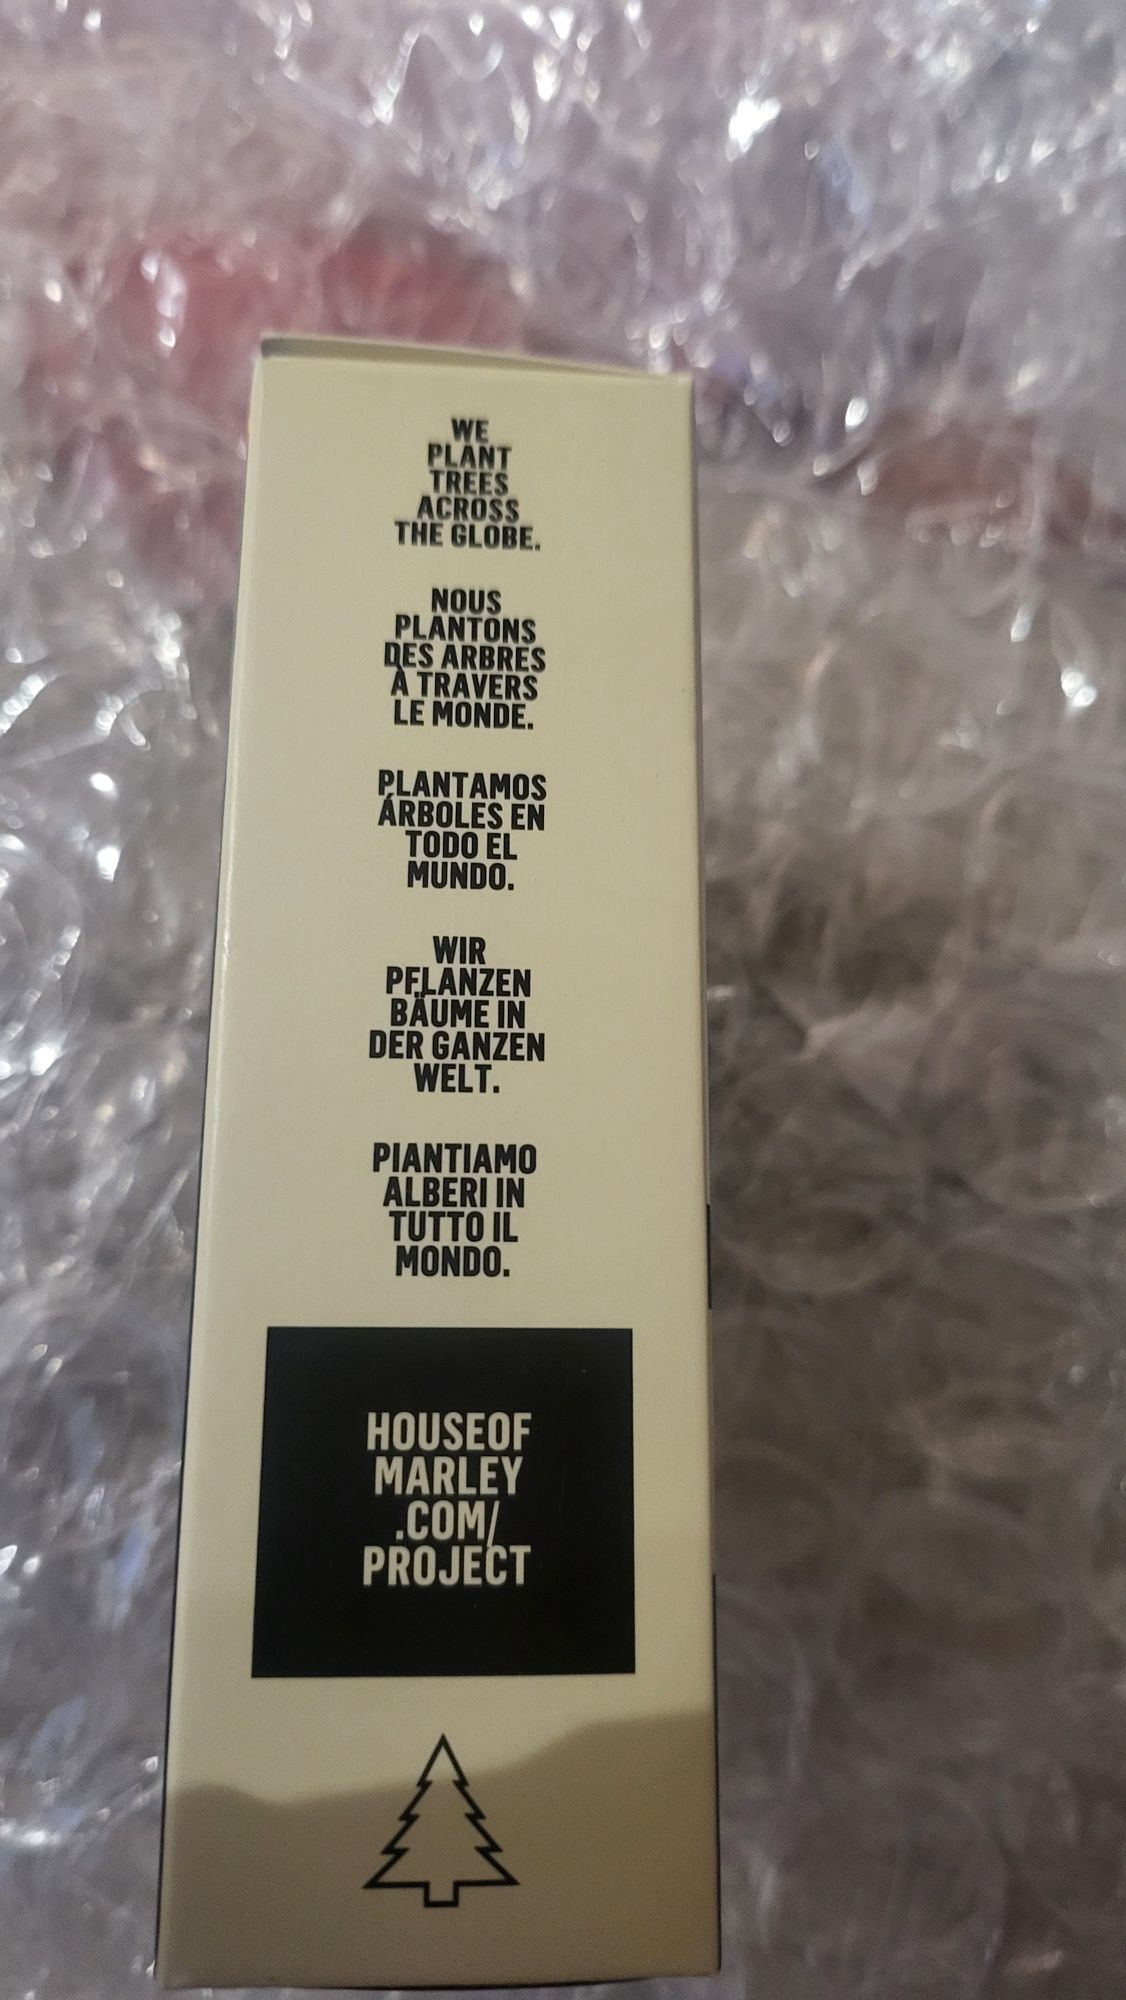 WE
PLANT
TREES
ACROSS
THE GLOBE.
NOUS
PLANTONS
DES ARBRES
À TRAVERS
LE MONDE.
PLANTAMOS
ÁRBOLES EN
TODO EL
MUNDO.
WIR
PFLANZEN
BÄUME IN
DER GANZEN
WELT.
PIANTIAMO
ALBERI IN
TUTTO IL
MONDO.
HOUSEOF
MARLEY
.COM/
PROJECT